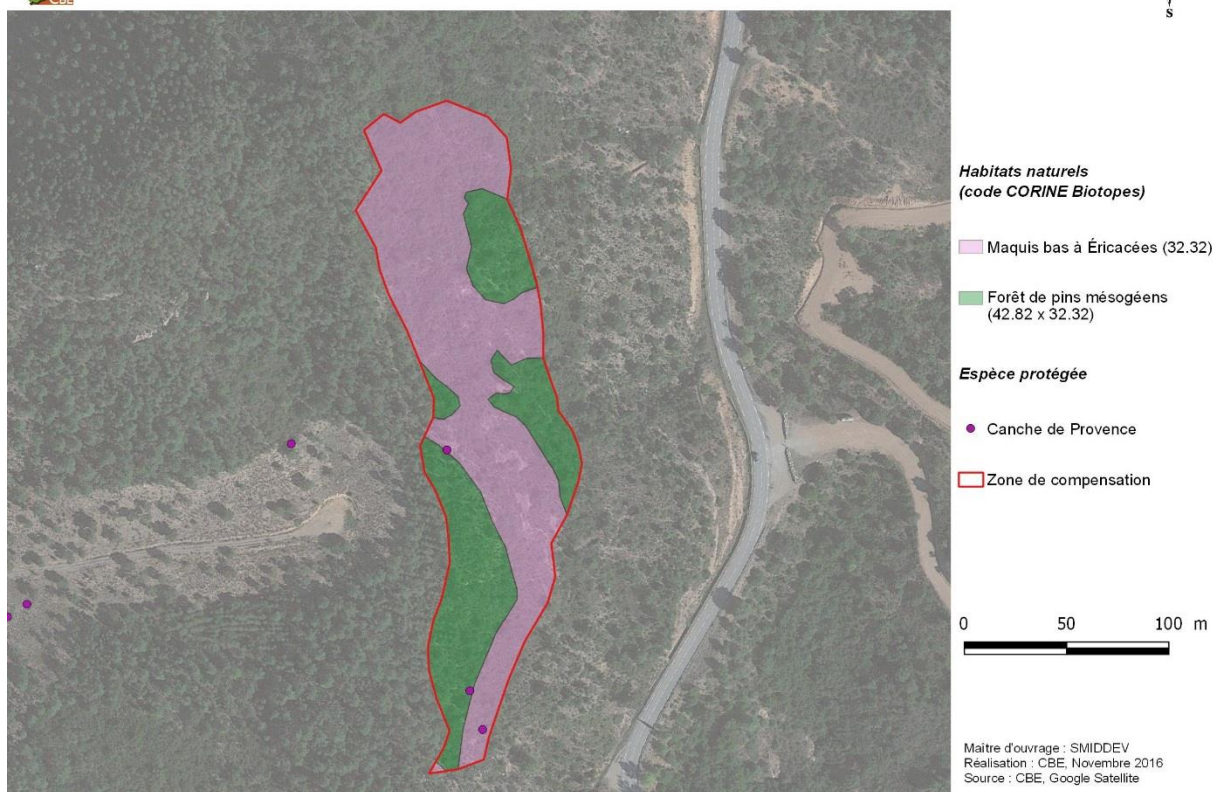 CBE
S
Habitats naturels
(code CORINE Biotopes)
Maquis bas à Éricacées (32.32)
Forêt de pins mésogéens
(42.82 x 32.32)
Espèce protégée
Canche de Provence
Zone de compensation
0 50 100 m
Maître d'ouvrage : SMIDDEV
Réalisation : CBE, Novembre 2016
Source : CBE, Google Satellite